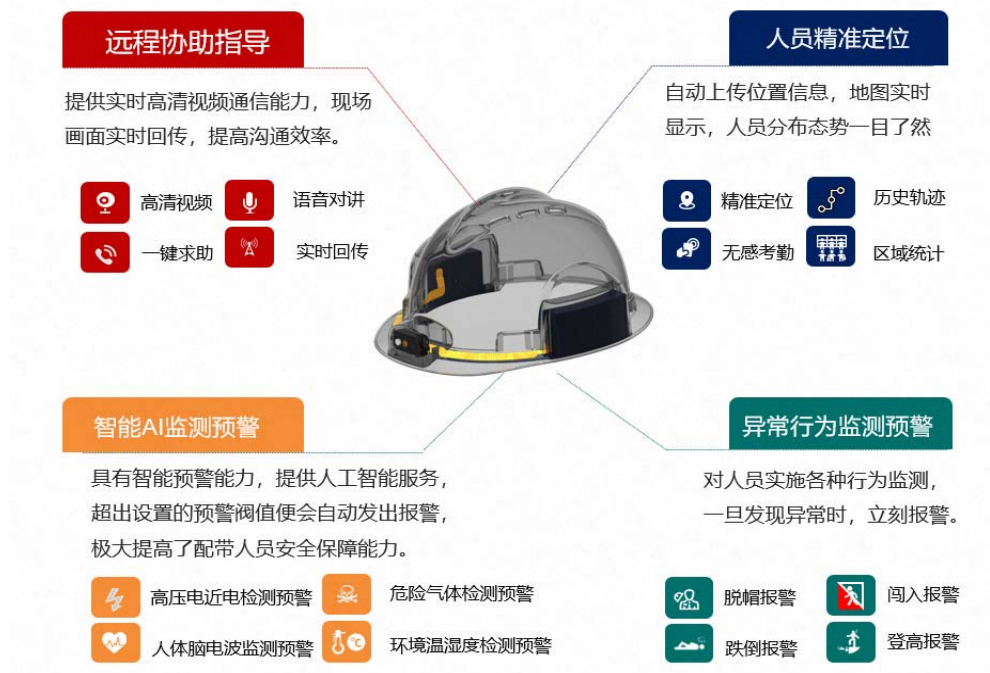 远程协助指导
提供实时高清视频通信能力，现场
画面实时回传，提高沟通效率。
高清视频
语音对讲
一键求助
实时回传
人员精准定位
自动上传位置信息，地图实时
显示，人员分布态势一目了然
精准定位
历史轨迹
无感考勤
区域统计
智能AI监测预警
具有智能预警能力，提供人工智能服务，
超出设置的预警阀值便会自动发出报警，
极大提高了配带人员安全保障能力。
高压电近电检测预警
危险气体检测预警
人体脑电波监测预警
℃
环境温湿度检测预警
异常行为监测预警
对人员实施各种行为监测，
一旦发现异常时，立刻报警。
脱帽报警
闯入报警
跌倒报警
登高报警